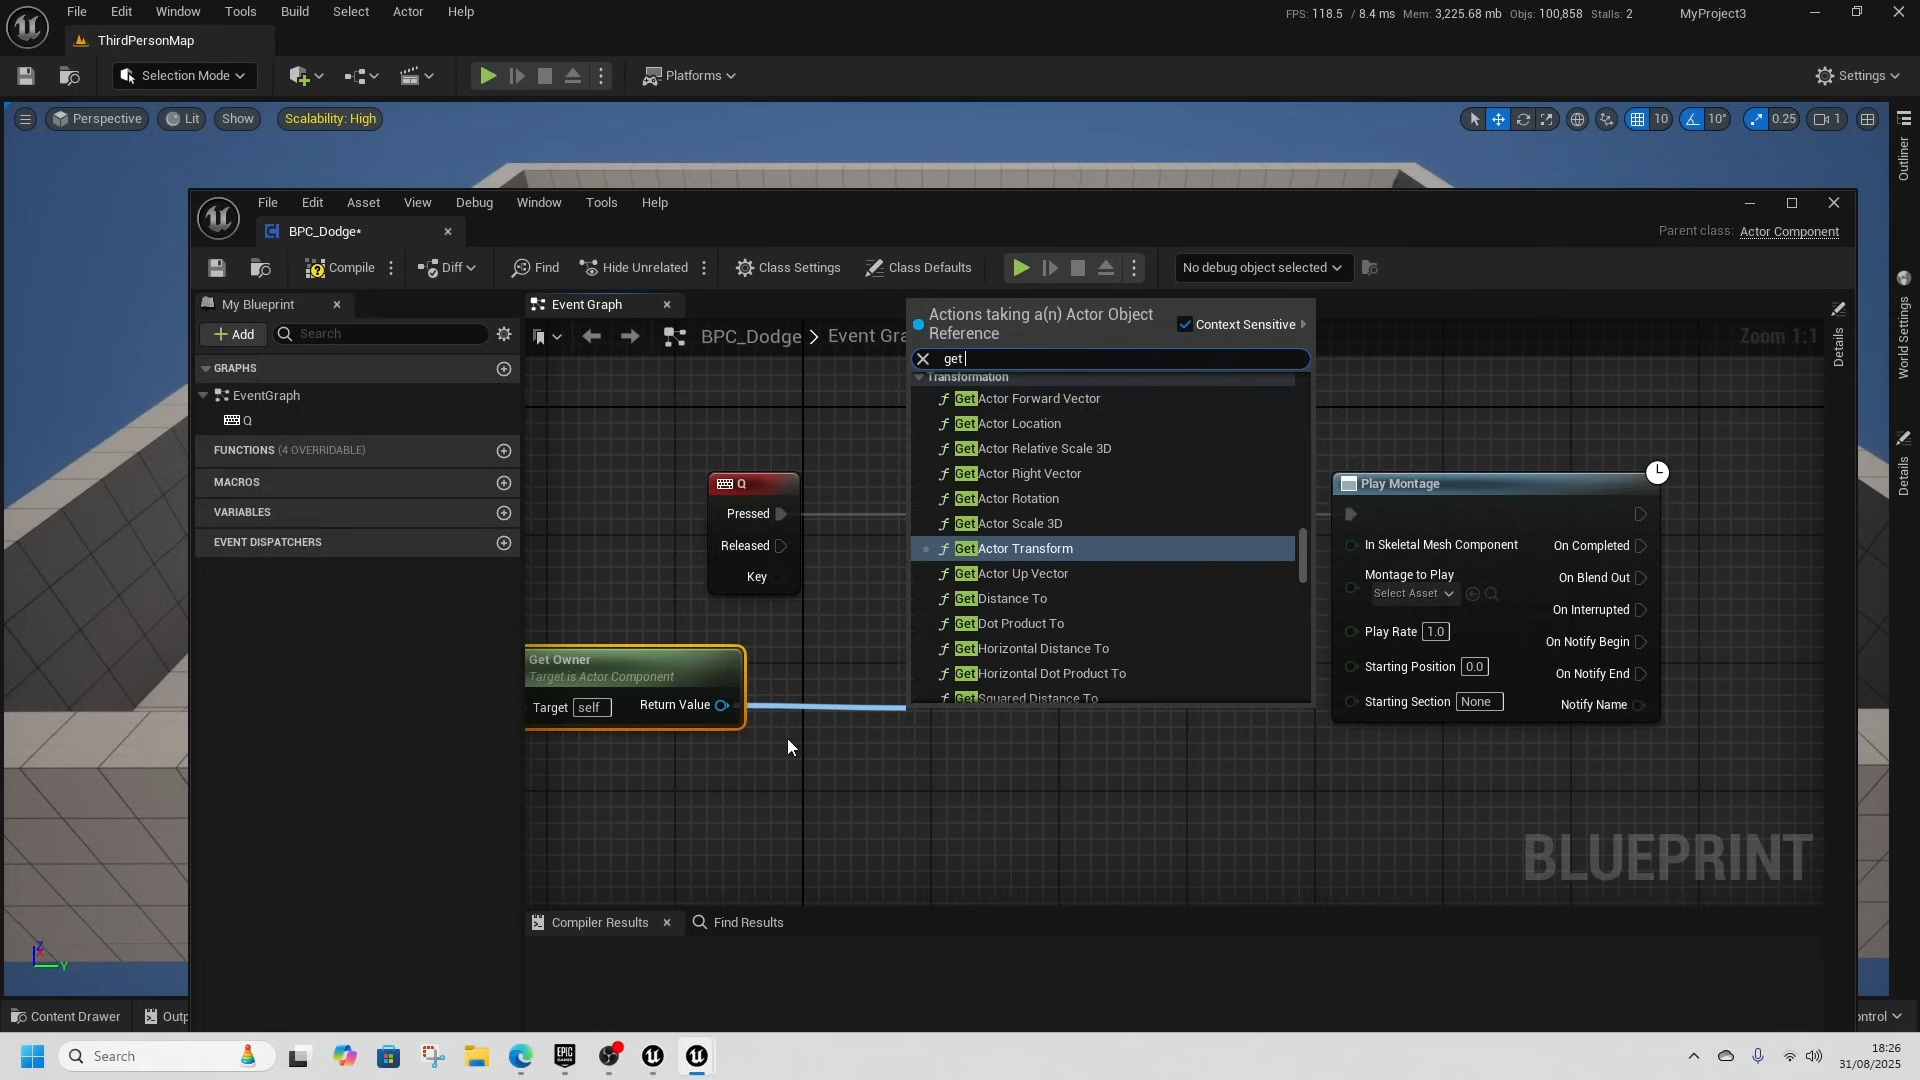 File Edit Window Tools Build Select Actor Help
FPS: 118.5 / 8.4 ms Mem: 3,225.68 mb Objs: 100,858 Stalls: 2 MyProject3
ThirdPersonMap
Selection Mode
Platforms
Settings
Perspective Lit Show Scalability: High
10 10° 0.25 1
Outliner
World Settings
Details
File Edit Asset View Debug Window Tools Help
BPC_Dodge*
Parent class: Actor Component
Compile Diff Find Hide Unrelated Class Settings Class Defaults No debug object selected
My Blueprint
Event Graph
Add Search
BPC_Dodge > Event Gra
Zoom 1:1
Details
GRAPHS
EventGraph
Q
FUNCTIONS (4 OVERRIDABLE)
MACROS
VARIABLES
EVENT DISPATCHERS
Actions taking a(n) Actor Object
Reference
Context Sensitive
get
Transformation
Get Actor Forward Vector
Get Actor Location
Get Actor Relative Scale 3D
Get Actor Right Vector
Get Actor Rotation
Get Actor Scale 3D
Get Actor Transform
Get Actor Up Vector
Get Distance To
Get Dot Product To
Get Horizontal Distance To
Get Horizontal Dot Product To
Get Squared Distance To
Q
Pressed
Released
Key
Get Owner
Target is Actor Component
Target self Return Value
Play Montage
In Skeletal Mesh Component On Completed
Montage to Play On Blend Out
Select Asset
On Interrupted
Play Rate 1.0
On Notify Begin
Starting Position 0.0
On Notify End
Starting Section None
Notify Name
BLUEPRINT
Compiler Results Find Results
Content Drawer Outp ontrol
Search
EPIC GAMES
18:26
31/08/2025